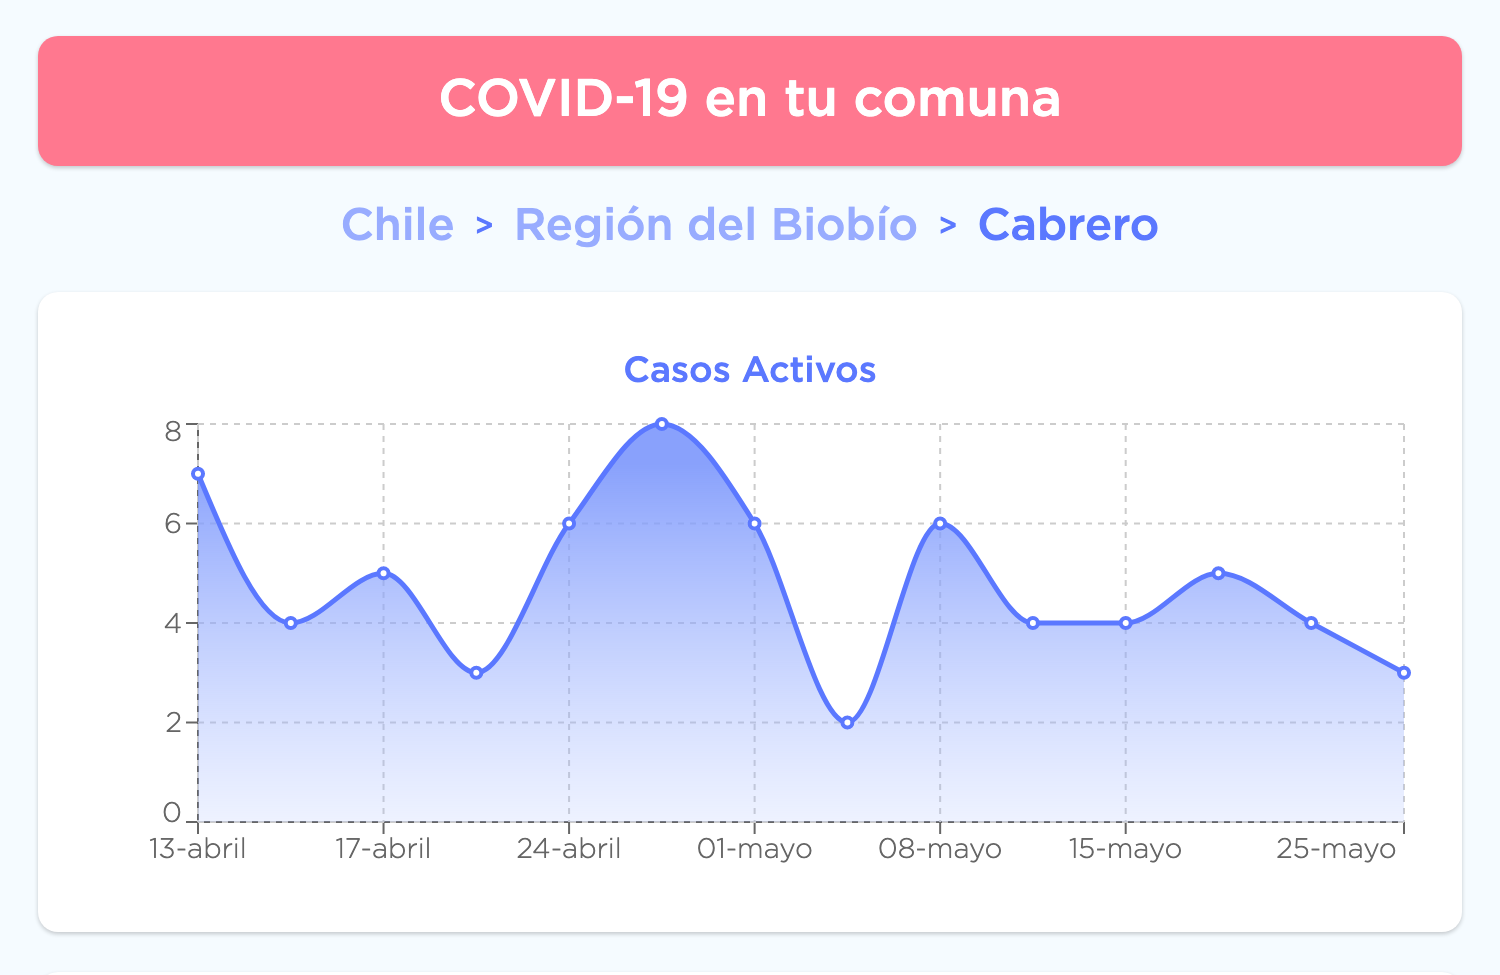 COVID-19 en tu comuna
Chile > Región del Biobío > Cabrero
Casos Activos
8
6
4
2
0
13-abril 17-abril 24-abril 01-mayo 08-mayo 15-mayo 25-mayo